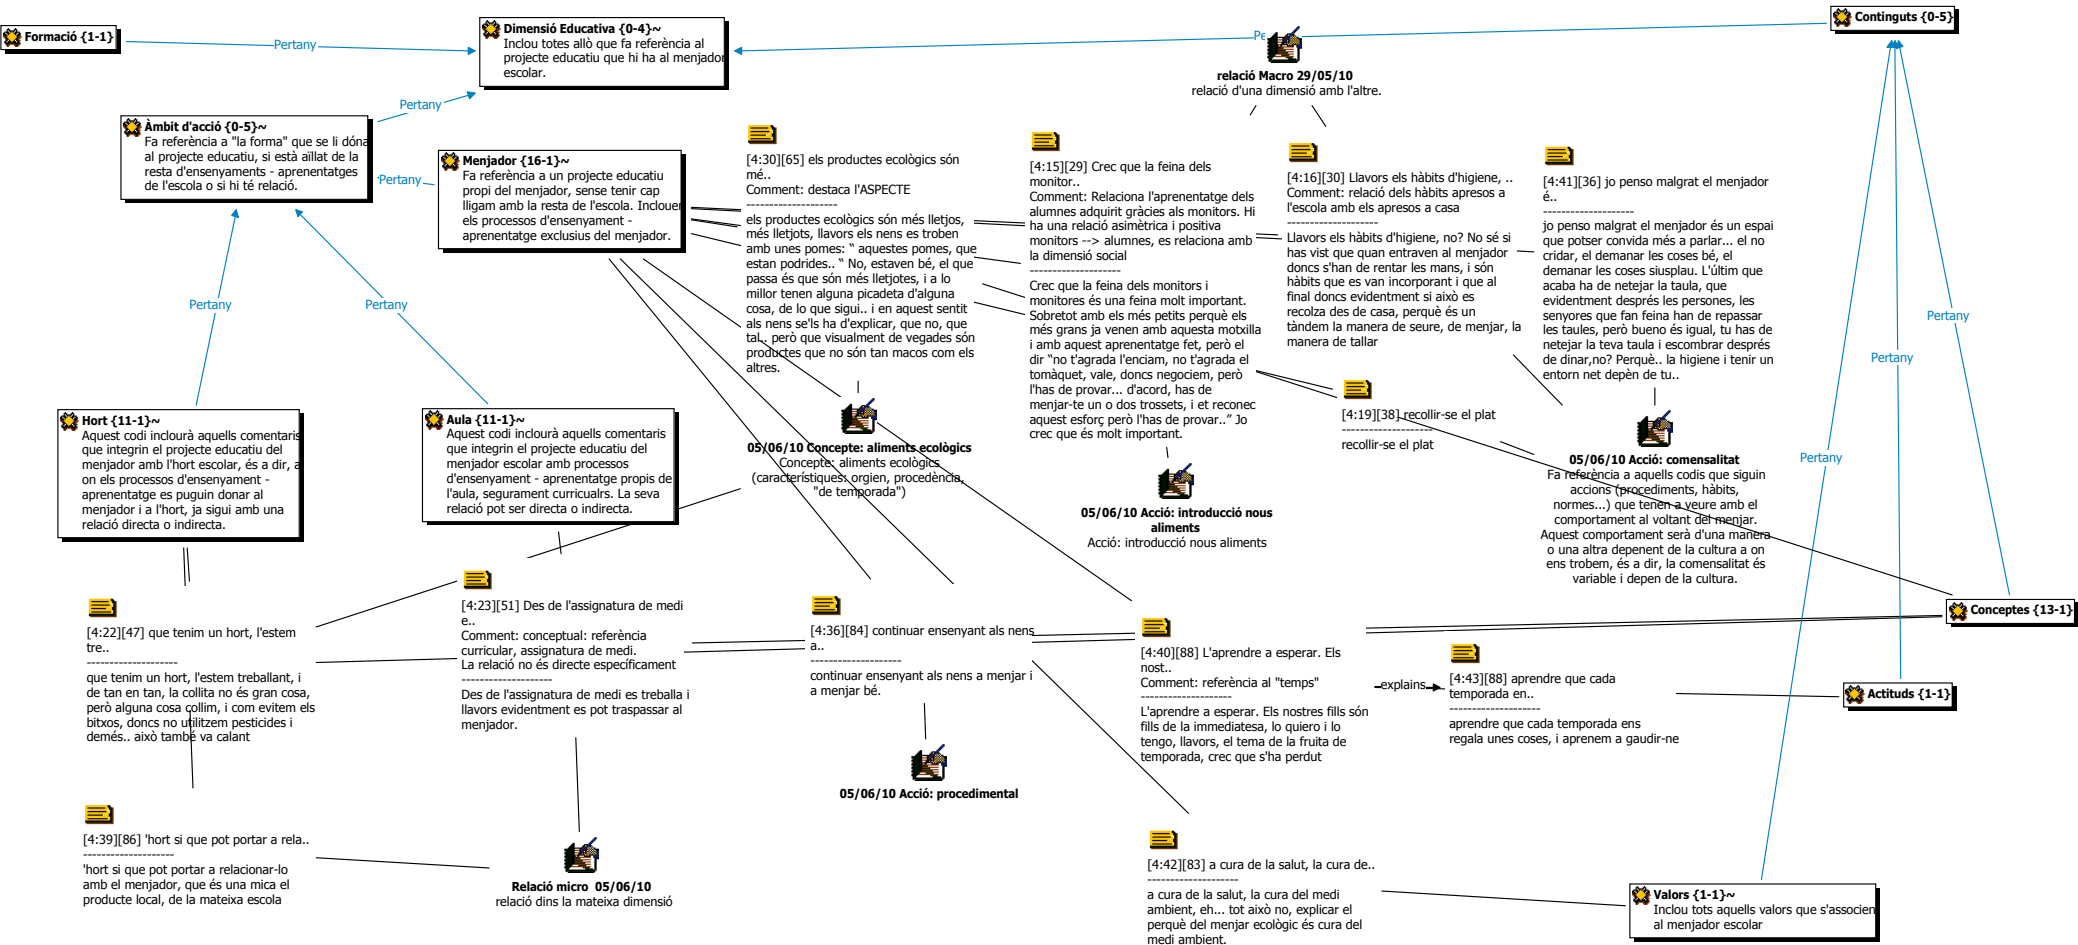 Formació {1-1}
Pertany
Dimensió Educativa {0-4}~
Inclou totes allò que fa referència al
projecte educatiu que hi ha al menjador
escolar.
Pe
relació Macro 29/05/10
relació d'una dimensió amb l'altre.
Continguts {0-5}
Pertany
Àmbit d'acció {0-5}~
Fa referència a "la forma" que se li dóna
al projecte educatiu, si està aïllat de la
resta d'ensenyaments - aprenentatges
de l'escola o si hi té relació.
Pertany
Menjador {16-1}~
Fa referència a un projecte educatiu
propi del menjador, sense tenir cap
lligam amb la resta de l'escola. Inclouen
els processos d'ensenyament -
aprenentatge exclusius del menjador.
[4:30][65] els productes ecològics són
mé..
Comment: destaca l'ASPECTE
--------------------
els productes ecològics són més lletjos,
més lletjots, llavors els nens es troben
amb unes pomes: “ aquestes pomes, que
estan podrides.. “ No, estaven bé, el que
passa és que són més lletjotes, i a lo
millor tenen alguna picadeta d'alguna
cosa, de lo que sigui.. i en aquest sentit
als nens se'ls ha d'explicar, que no, que
tal.. però que visualment de vegades són
productes que no són tan macos com els
altres.
[4:15][29] Crec que la feina dels
monitor..
Comment: Relaciona l'aprenentatge dels
alumnes adquirit gràcies als monitors. Hi
ha una relació asimètrica i positiva
monitors --> alumnes, es relaciona amb
la dimensió social
--------------------
Crec que la feina dels monitors i
monitores és una feina molt important.
Sobretot amb els més petits perquè els
més grans ja venen amb aquesta motxilla
i amb aquest aprenentatge fet, però el
dir “no t'agrada l'enciam, no t'agrada el
tomàquet, vale, doncs negociem, però
l'has de provar... d'acord, has de
menjar-te un o dos trossets, i et reconec
aquest esforç però l'has de provar..” Jo
crec que és molt important.
[4:16][30] Llavors els hàbits d'higiene, ..
Comment: relació dels hàbits apresos a
l'escola amb els apresos a casa
--------------------
Llavors els hàbits d'higiene, no? No sé si
has vist que quan entraven al menjador
doncs s'han de rentar les mans, i són
hàbits que es van incorporant i que al
final doncs evidentment si això es
recolza des de casa, perquè és un
tàndem la manera de seure, de menjar, la
manera de tallar
[4:41][36] jo penso malgrat el menjador
é..
--------------------
jo penso malgrat el menjador és un espai
que potser convida més a parlar... el no
cridar, el demanar les coses bé, el
demanar les coses siusplau. L'últim que
acaba ha de netejar la taula, que
evidentment després les persones, les
senyores que fan feina han de repassar
les taules, però bueno és igual, tu has de
netejar la teva taula i escombrar després
de dinar,no? Perquè.. la higiene i tenir un
entorn net depèn de tu..
Pertany
Pertany
Pertany
Pertany
Pertany
Hort {11-1}~
Aquest codi inclourà aquells comentaris
que integrin el projecte educatiu del
menjador amb l'hort escolar, és a dir, a
on els processos d'ensenyament -
aprenentatge es puguin donar al
menjador i a l'hort, ja sigui amb una
relació directa o indirecta.
Aula {11-1}~
Aquest codi inclourà aquells comentaris
que integrin el projecte educatiu del
menjador escolar amb processos
d'ensenyament - aprenentatge propis de
l'aula, segurament curricualrs. La seva
relació pot ser directa o indirecta.
05/06/10 Concepte: aliments ecològics
Concepte: aliments ecològics
(característiques: orgien, procedència,
"de temporada")
05/06/10 Acció: introducció nous
aliments
Acció: introducció nous aliments
[4:19][38] recollir-se el plat
--------------------
recollir-se el plat
05/06/10 Acció: comensalitat
Fa referència a aquells codis que siguin
accions (procediments, hàbits,
normes...) que tenen a veure amb el
comportament al voltant del menjar.
Aquest comportament serà d'una manera
o una altra depenent de la cultura a on
ens trobem, és a dir, la comensalitat és
variable i depen de la cultura.
Conceptes {13-1}
[4:22][47] que tenim un hort, l'estem
tre..
--------------------
que tenim un hort, l'estem treballant, i
de tan en tan, la collita no és gran cosa,
però alguna cosa collim, i com evitem els
bitxos, doncs no utilitzem pesticides i
demés.. això també va calant
[4:23][51] Des de l'assignatura de medi
e..
Comment: conceptual: referència
curricular, assignatura de medi.
La relació no és directe específicament
--------------------
Des de l'assignatura de medi es treballa i
llavors evidentment es pot traspassar al
menjador.
[4:36][84] continuar ensenyant als nens
a..
--------------------
continuar ensenyant als nens a menjar i
a menjar bé.
[4:40][88] L'aprendre a esperar. Els
nost..
Comment: referència al "temps"
--------------------
L'aprendre a esperar. Els nostres fills són
fills de la immediatesa, lo quiero i lo
tengo, llavors, el tema de la fruita de
temporada, crec que s'ha perdut
explains
[4:43][88] aprendre que cada
temporada en..
--------------------
aprendre que cada temporada ens
regala unes coses, i aprenem a gaudir-ne
Actituds {1-1}
05/06/10 Acció: procedimental
[4:39][86] 'hort si que pot portar a rela..
--------------------
'hort si que pot portar a relacionar-lo
amb el menjador, que és una mica el
producte local, de la mateixa escola
Relació micro 05/06/10
relació dins la mateixa dimensió
[4:42][83] a cura de la salut, la cura de..
--------------------
a cura de la salut, la cura del medi
ambient, eh... tot això no, explicar el
perquè del menjar ecològic és cura del
medi ambient.
Valors {1-1}~
Inclou tots aquells valors que s'associen
al menjador escolar